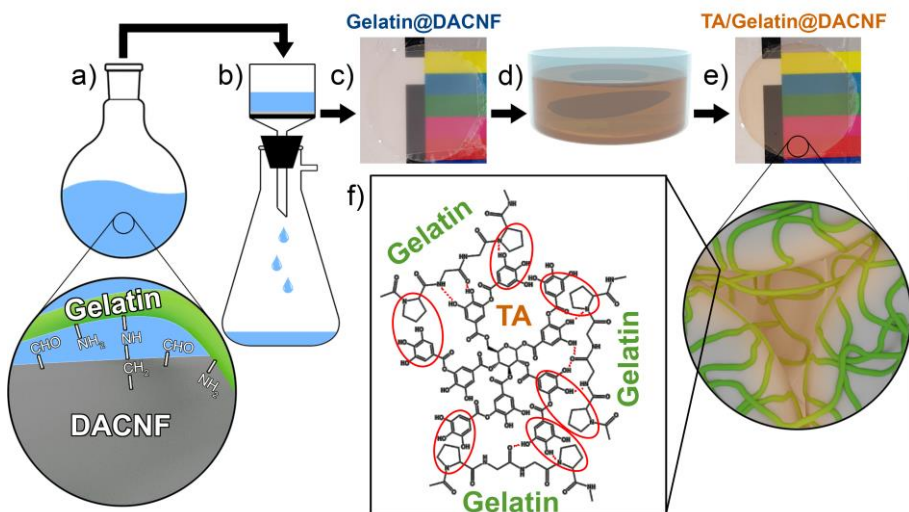 Gelatin@DACNF
TA/Gelatin@DACNF
a)
b)
c)
d)
e)
f)
Gelatin
CHO
NH₂
NH
CH₂
CHO
NH₂
DACNF
Gelatin
TA
Gelatin
Gelatin